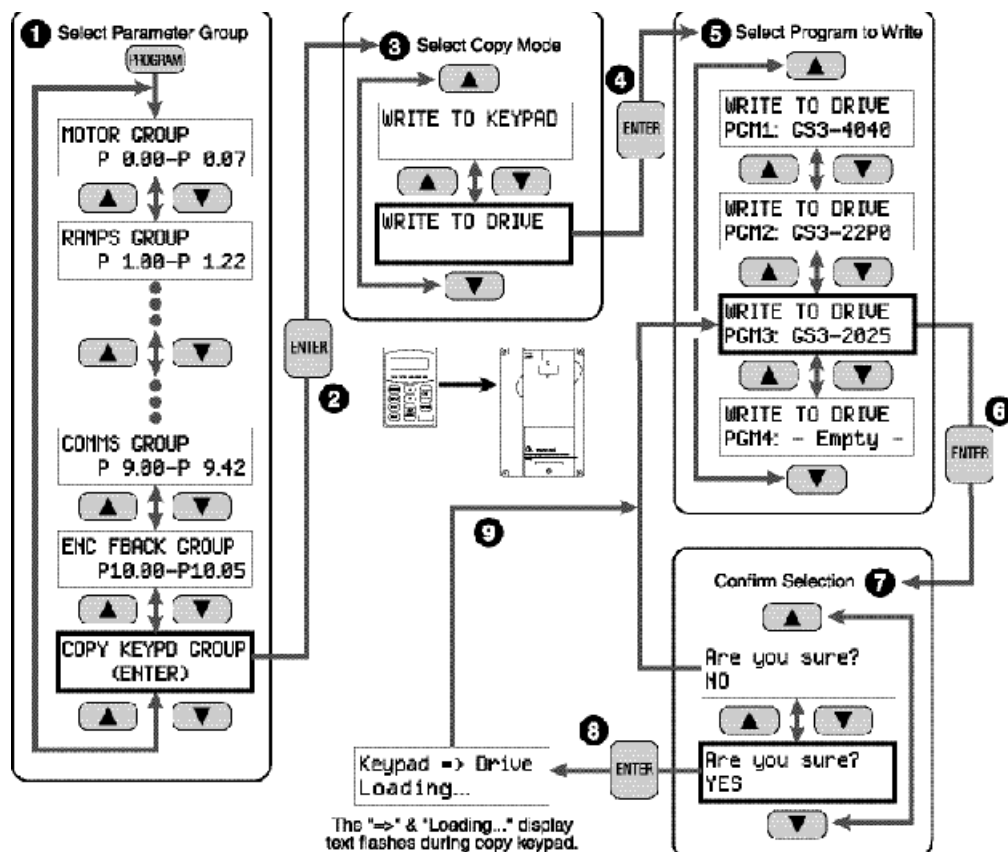 1 Select Parameter Group
PROGRAM
MOTOR GROUP
P 0.00-P 0.07
RAMPS GROUP
P 1.00-P 1.22
COMMS GROUP
P 9.00-P 9.42
ENC FBACK GROUP
P10.00-P10.05
COPY KEYPD GROUP
(ENTER)
ENTER
2
3 Select Copy Mode
WRITE TO KEYPAD
WRITE TO DRIVE
4
ENTER
5 Select Program to Write
WRITE TO DRIVE
PGM1: GS3-4040
WRITE TO DRIVE
PGM2: GS3-22P0
WRITE TO DRIVE
PGM3: GS3-2025
WRITE TO DRIVE
PGM4: - Empty -
6
ENTER
Confirm Selection 7
Are you sure?
NO
Are you sure?
YES
8
ENTER
9
Keypad => Drive
Loading...
The "=>" & "Loading..." display
text flashes during copy keypad.